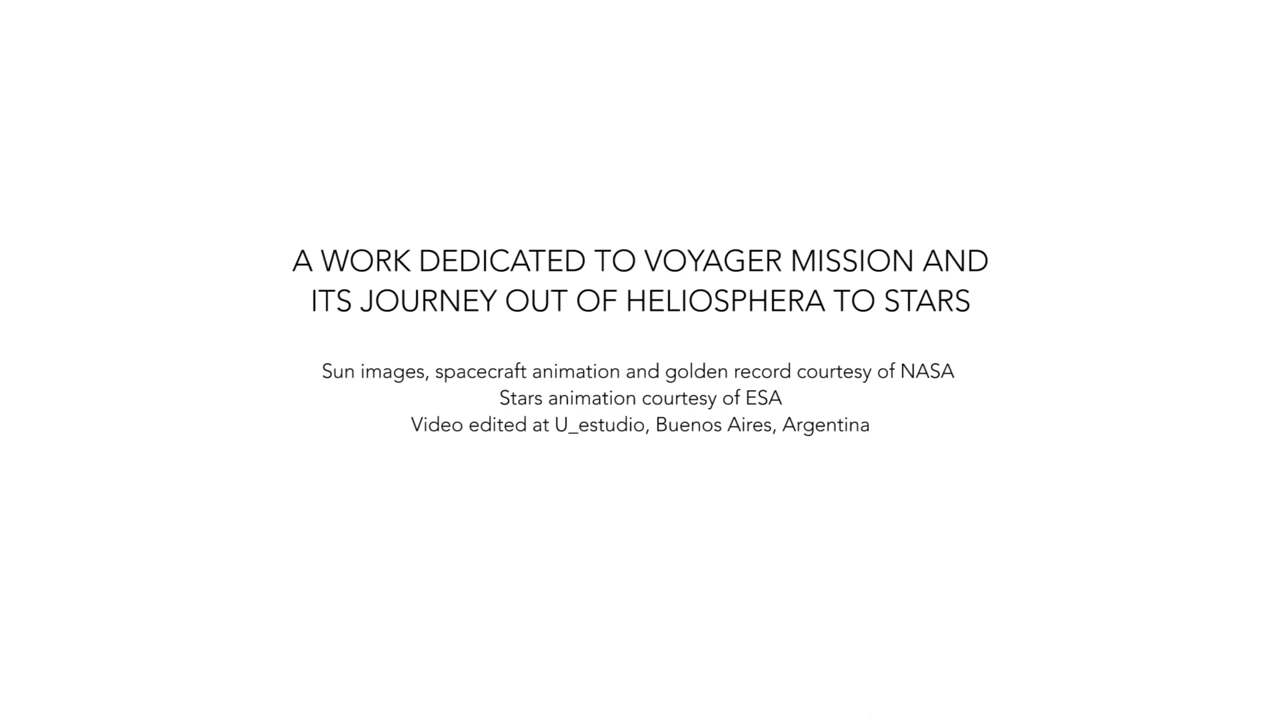 A WORK DEDICATED TO VOYAGER MISSION AND
ITS JOURNEY OUT OF HELIOSPHERA TO STARS
Sun images, spacecraft animation and golden record courtesy of NASA
Stars animation courtesy of ESA
Video edited at U_estudio, Buenos Aires, Argentina